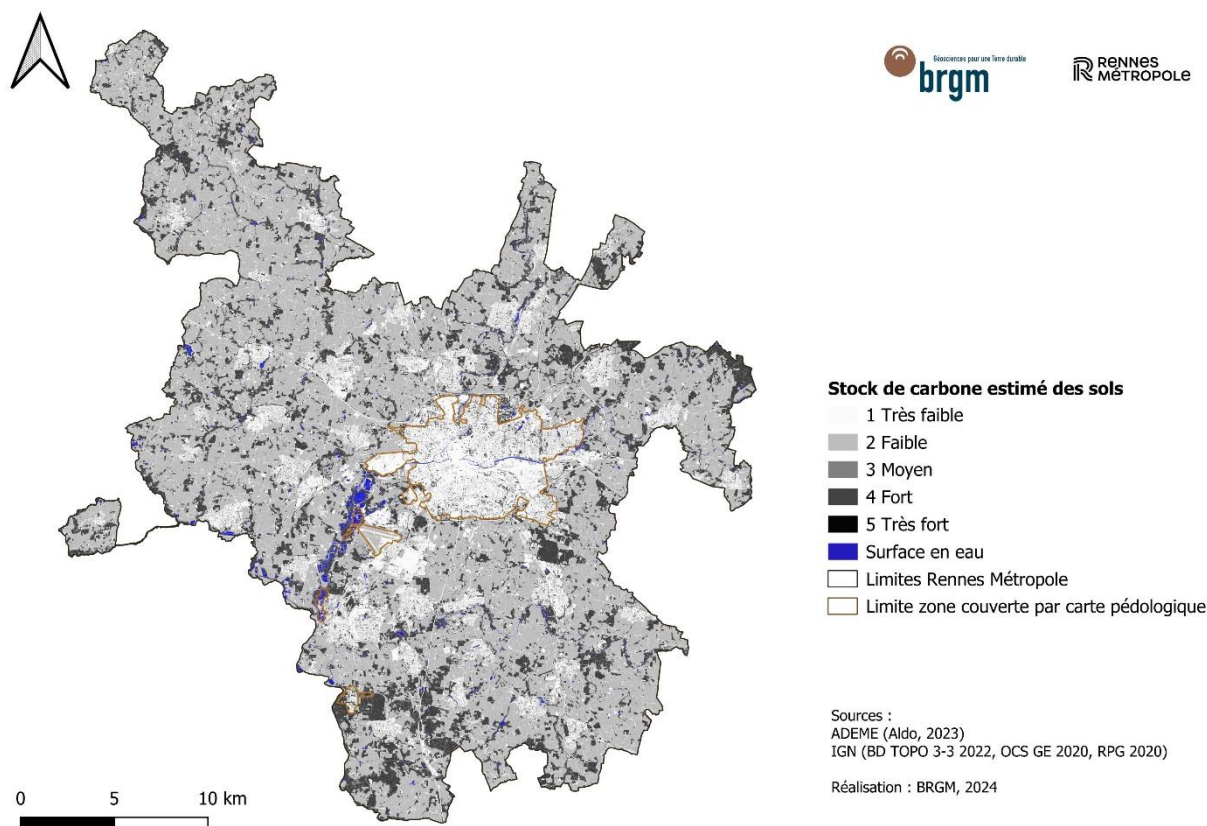 Géosciences pour une Terre durable
brgm
RENNES
MÉTROPOLE
Stock de carbone estimé des sols
1 Très faible
2 Faible
3 Moyen
4 Fort
5 Très fort
Surface en eau
Limites Rennes Métropole
Limite zone couverte par carte pédologique
Sources :
ADEME (Aldo, 2023)
IGN (BD TOPO 3-3 2022, OCS GE 2020, RPG 2020)
Réalisation : BRGM, 2024
0 5 10 km